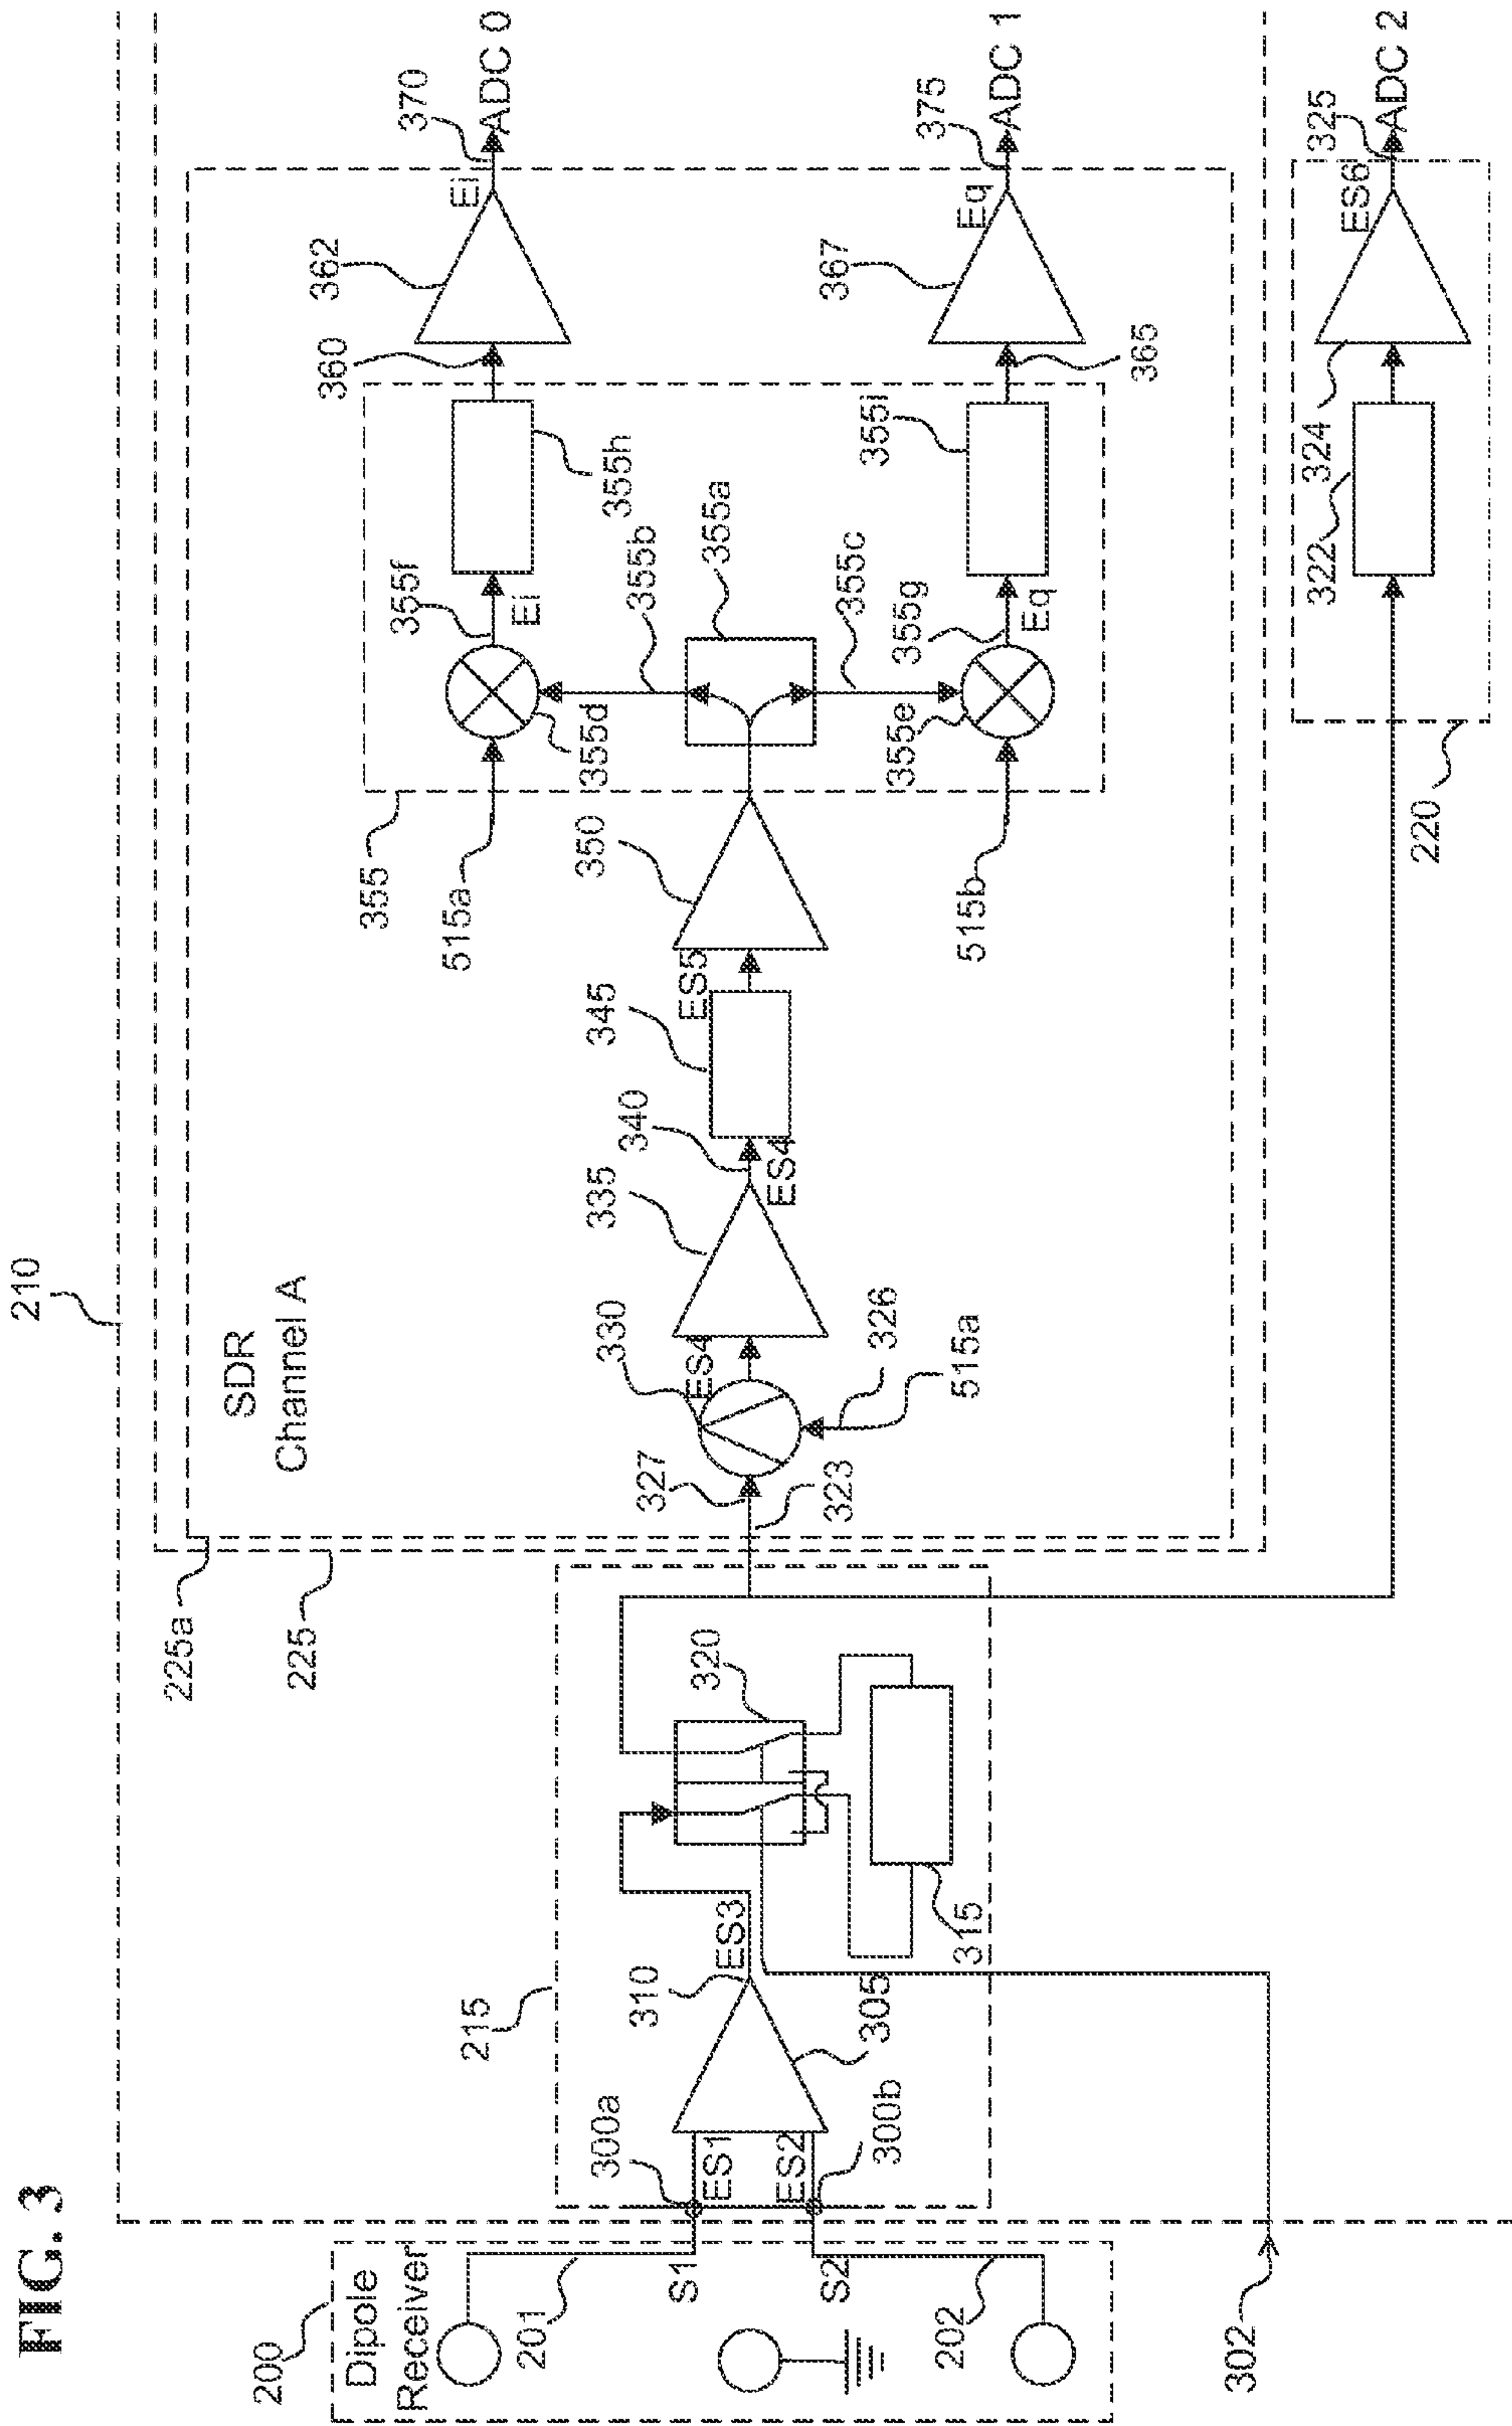 FIG. 3
210
200
Dipole
Receiver
201
S1
S2
202
302
215
300a
ES1
ES2
300b
305
310
ES3
315
320
225a
225
SDR
Channel A
327
323
330
ES4
326
515a
335
340
ES4
345
ES5
350
355
515a
515b
355d
355e
355f
Ei
355b
355a
355c
355g
Eq
355h
355i
360
365
362
367
Ei
Eq
370
ADC 0
375
ADC 1
220
322
324
ES6
325
ADC 2